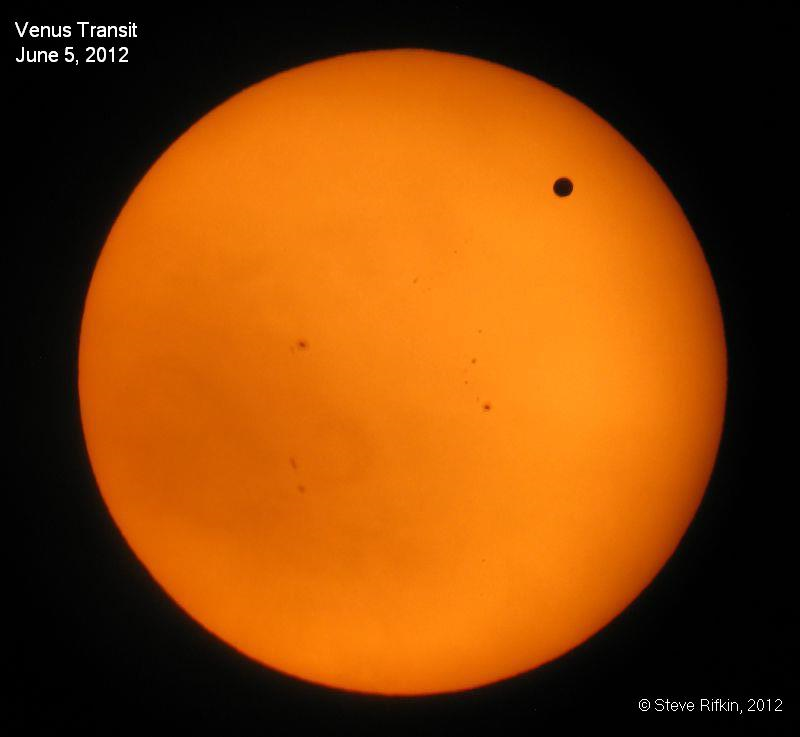 Venus Transit
June 5, 2012
© Steve Rifkin, 2012